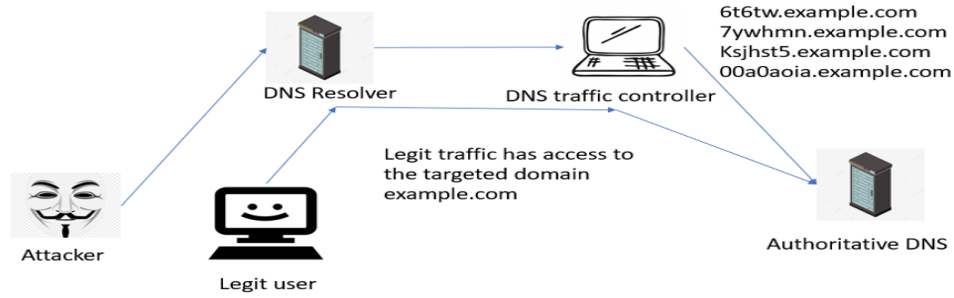 6t6tw.example.com
7ywhmn.example.com
Ksjhst5.example.com
00a0aoia.example.com
DNS Resolver
DNS traffic controller
Legit traffic has access to
the targeted domain
example.com
Attacker
Authoritative DNS
Legit user